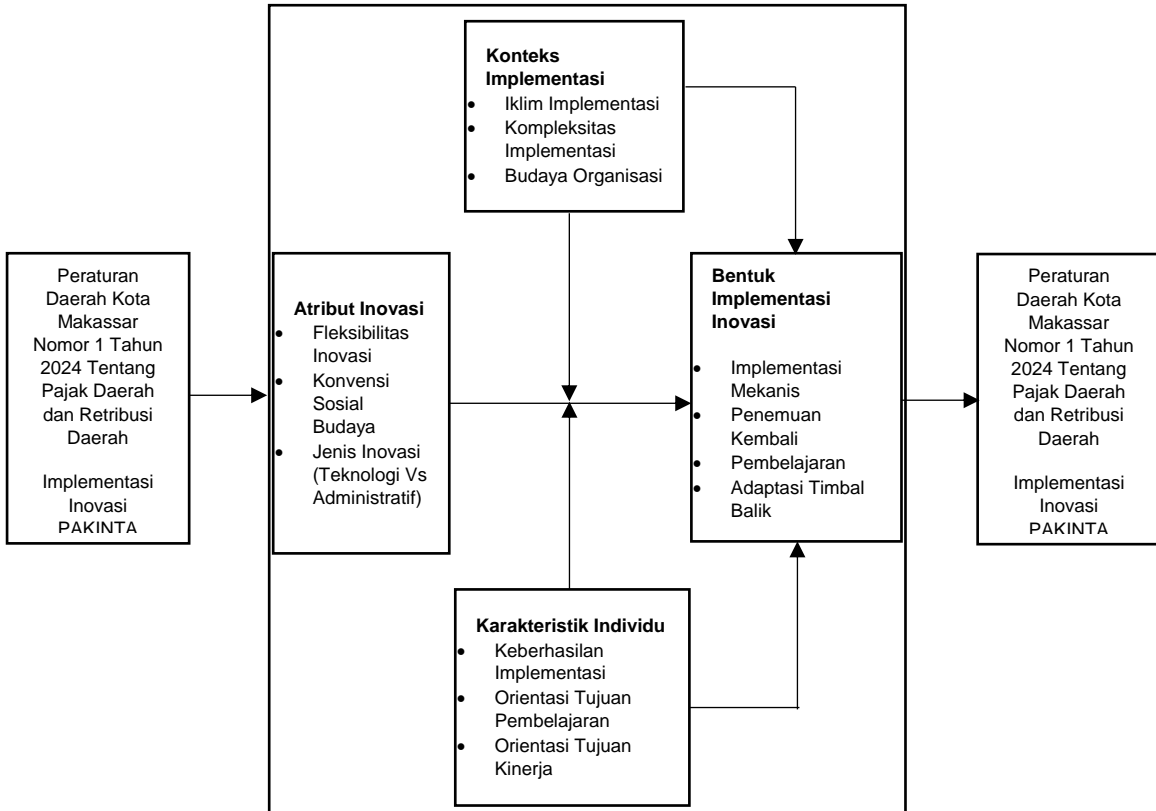 Konteks
Implementasi
• Iklim Implementasi
• Kompleksitas
Implementasi
• Budaya Organisasi
Peraturan
Daerah Kota
Makassar
Nomor 1 Tahun
2024 Tentang
Pajak Daerah
dan Retribusi
Daerah
Implementasi
Inovasi
PAKINTA
Atribut Inovasi
• Fleksibilitas
Inovasi
• Konvensi
Sosial
Budaya
• Jenis Inovasi
(Teknologi Vs
Administratif)
Bentuk
Implementasi
Inovasi
• Implementasi
Mekanis
• Penemuan
Kembali
• Pembelajaran
• Adaptasi Timbal
Balik
Peraturan
Daerah Kota
Makassar
Nomor 1 Tahun
2024 Tentang
Pajak Daerah
dan Retribusi
Daerah
Implementasi
Inovasi
PAKINTA
Karakteristik Individu
• Keberhasilan
Implementasi
• Orientasi Tujuan
Pembelajaran
• Orientasi Tujuan
Kinerja